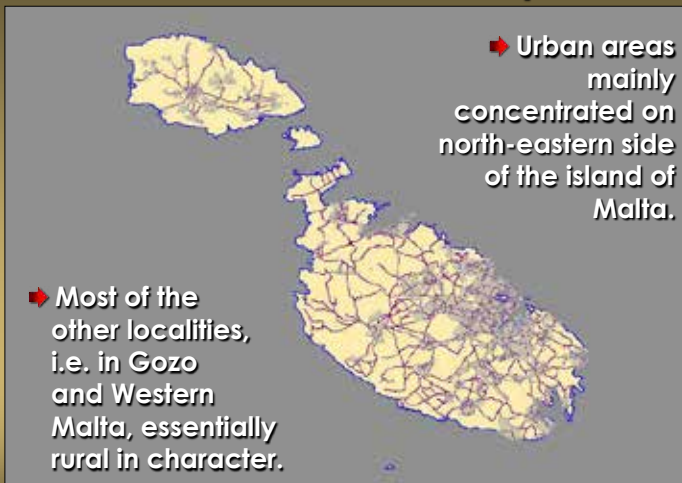 Urban areas
mainly
concentrated on
north-eastern side
of the island of
Malta.
Most of the
other localities,
i.e. in Gozo
and Western
Malta, essentially
rural in character.